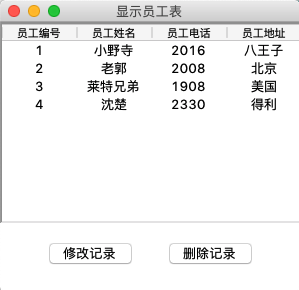 显示员工表
员工编号 员工姓名 员工电话 员工地址
1 小野寺 2016 八王子
2 老郭 2008 北京
3 莱特兄弟 1908 美国
4 沈楚 2330 得利
修改记录 删除记录